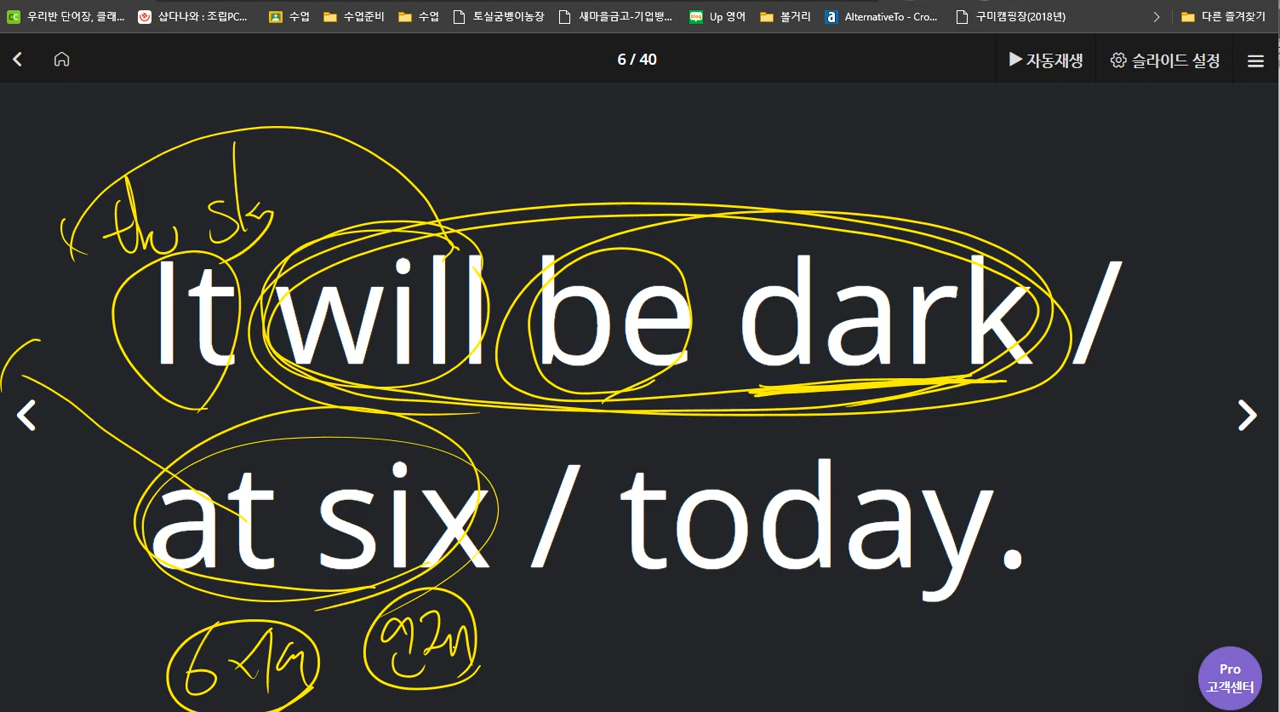 우리반 단어장, 클래... 샵다나와 : 조립PC... 수업 수업준비 수업 토실굼벵이농장 새마을금고-기업뱅... Up 영어 볼거리 AlternativeTo - Cro... 구미캠핑장(2018년) 다른 즐겨찾기
6 / 40 자동재생 슬라이드 설정
the sk
It will be dark /
at six / today.
6시에 언제
Pro
고객센터